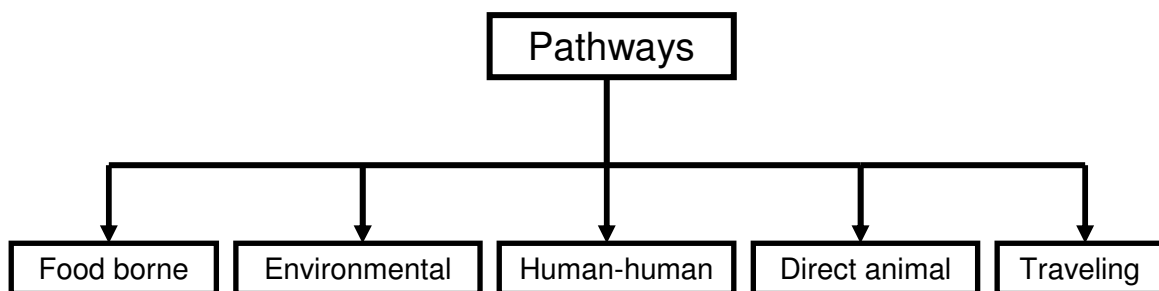 Pathways
Food borne
Environmental
Human-human
Direct animal
Traveling